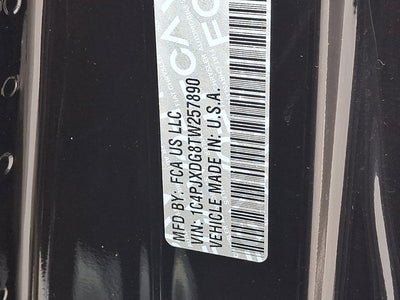 MFD BY: FCA US LLC
VIN: 1C4PJXDG8TW257890
VEHICLE MADE IN: U.S.A.